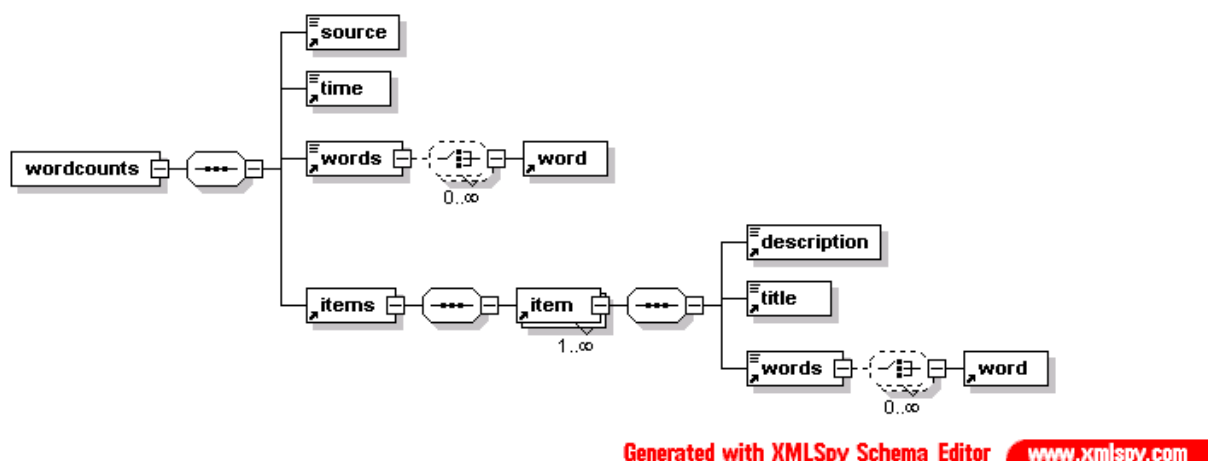 source
time
wordcounts
words
word
0..∞
description
items
item
title
1..∞
words
word
0..∞
Generated with XMLSpy Schema Editor www.xmlspy.com